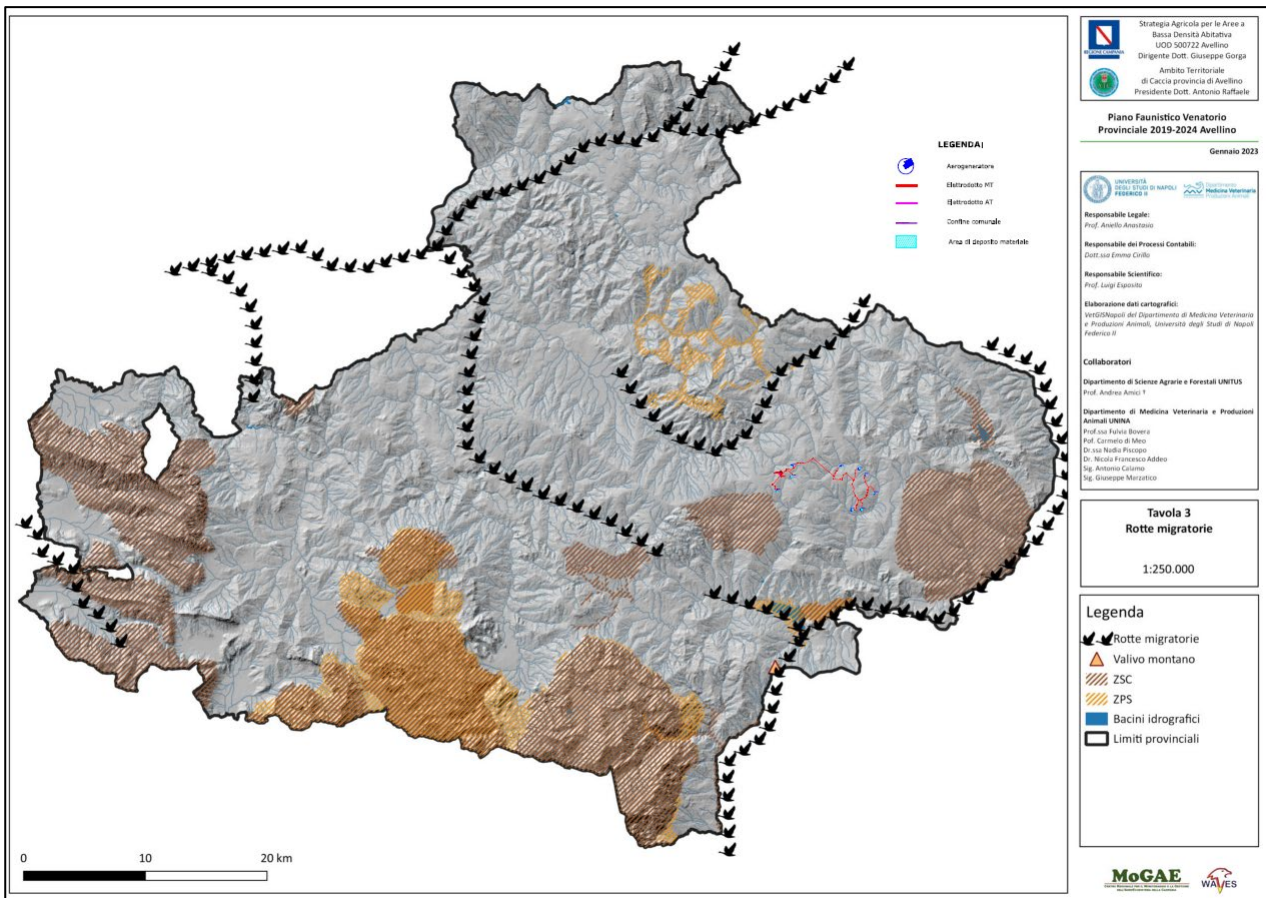 LEGENDA:
Aerogeneratore
Elettrodotto MT
Elettrodotto AT
Confine comunale
Area di deposito materiale
0 10 20 km
REGIONE CAMPANIA
Strategia Agricola per le Aree a
Bassa Densità Abitativa
UOD 500722 Avellino
Dirigente Dott. Giuseppe Gorga
Ambito Territoriale
di Caccia provincia di Avellino
Presidente Dott. Antonio Raffaele
Piano Faunistico Venatorio
Provinciale 2019-2024 Avellino
Gennaio 2023
UNIVERSITÀ
DEGLI STUDI DI NAPOLI
FEDERICO II
Dipartimento
Medicina Veterinaria
Produzioni Animali
Responsabile Legale:
Prof. Aniello Anastasio
Responsabile dei Processi Contabili:
Dott.ssa Emma Cirillo
Responsabile Scientifico:
Prof. Luigi Esposito
Elaborazione dati cartografici:
VetGISNapoli del Dipartimento di Medicina Veterinaria
e Produzioni Animali, Università degli Studi di Napoli
Federico II
Collaboratori
Dipartimento di Scienze Agrarie e Forestali UNITUS
Prof. Andrea Amici †
Dipartimento di Medicina Veterinaria e Produzioni
Animali UNINA
Prof.ssa Fulvia Bovera
Pof. Carmelo di Meo
Dr.ssa Nadia Piscopo
Dr. Nicola Francesco Addeo
Sig. Antonio Calamo
Sig. Giuseppe Marzatico
Tavola 3
Rotte migratorie
1:250.000
Legenda
Rotte migratorie
Valivo montano
ZSC
ZPS
Bacini idrografici
Limiti provinciali
MoGAE
WAVES